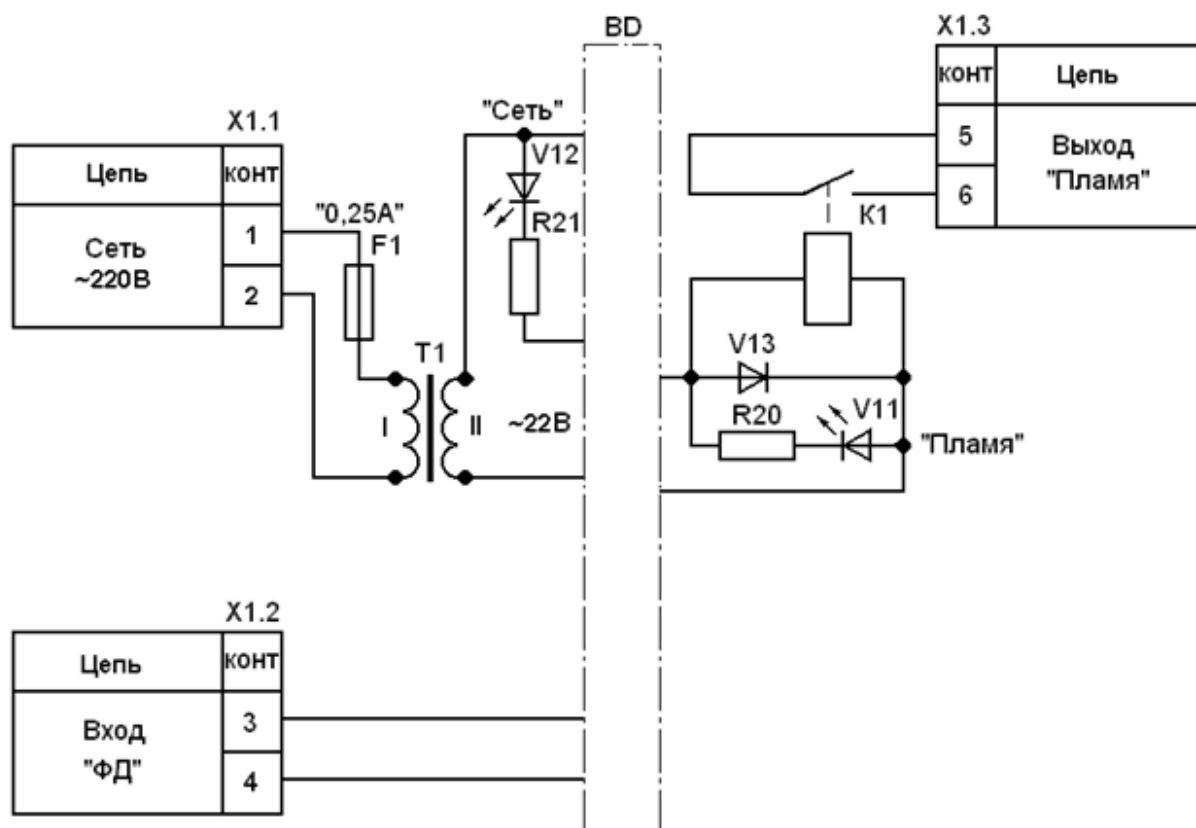 BD
X1.3
конт
Цепь
5
6
Выход
"Пламя"
K1
"Сеть"
V12
R21
X1.1
Цепь
конт
Сеть
~220В
1
2
"0,25А"
F1
T1
I
II
~22В
V13
R20
V11
"Пламя"
X1.2
Цепь
конт
Вход
"ФД"
3
4